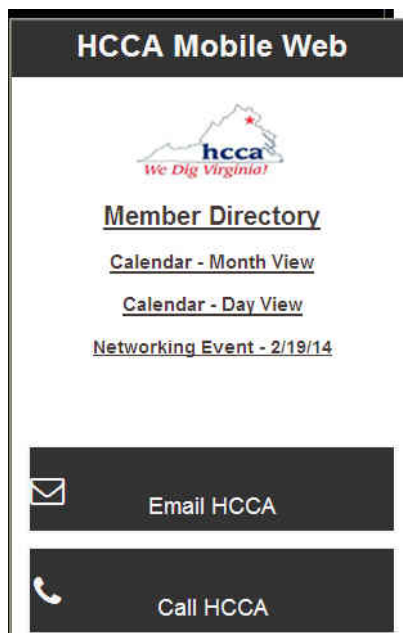 HCCA Mobile Web
hcca
We Dig Virginia!
Member Directory
Calendar - Month View
Calendar - Day View
Networking Event - 2/19/14
Email HCCA
Call HCCA